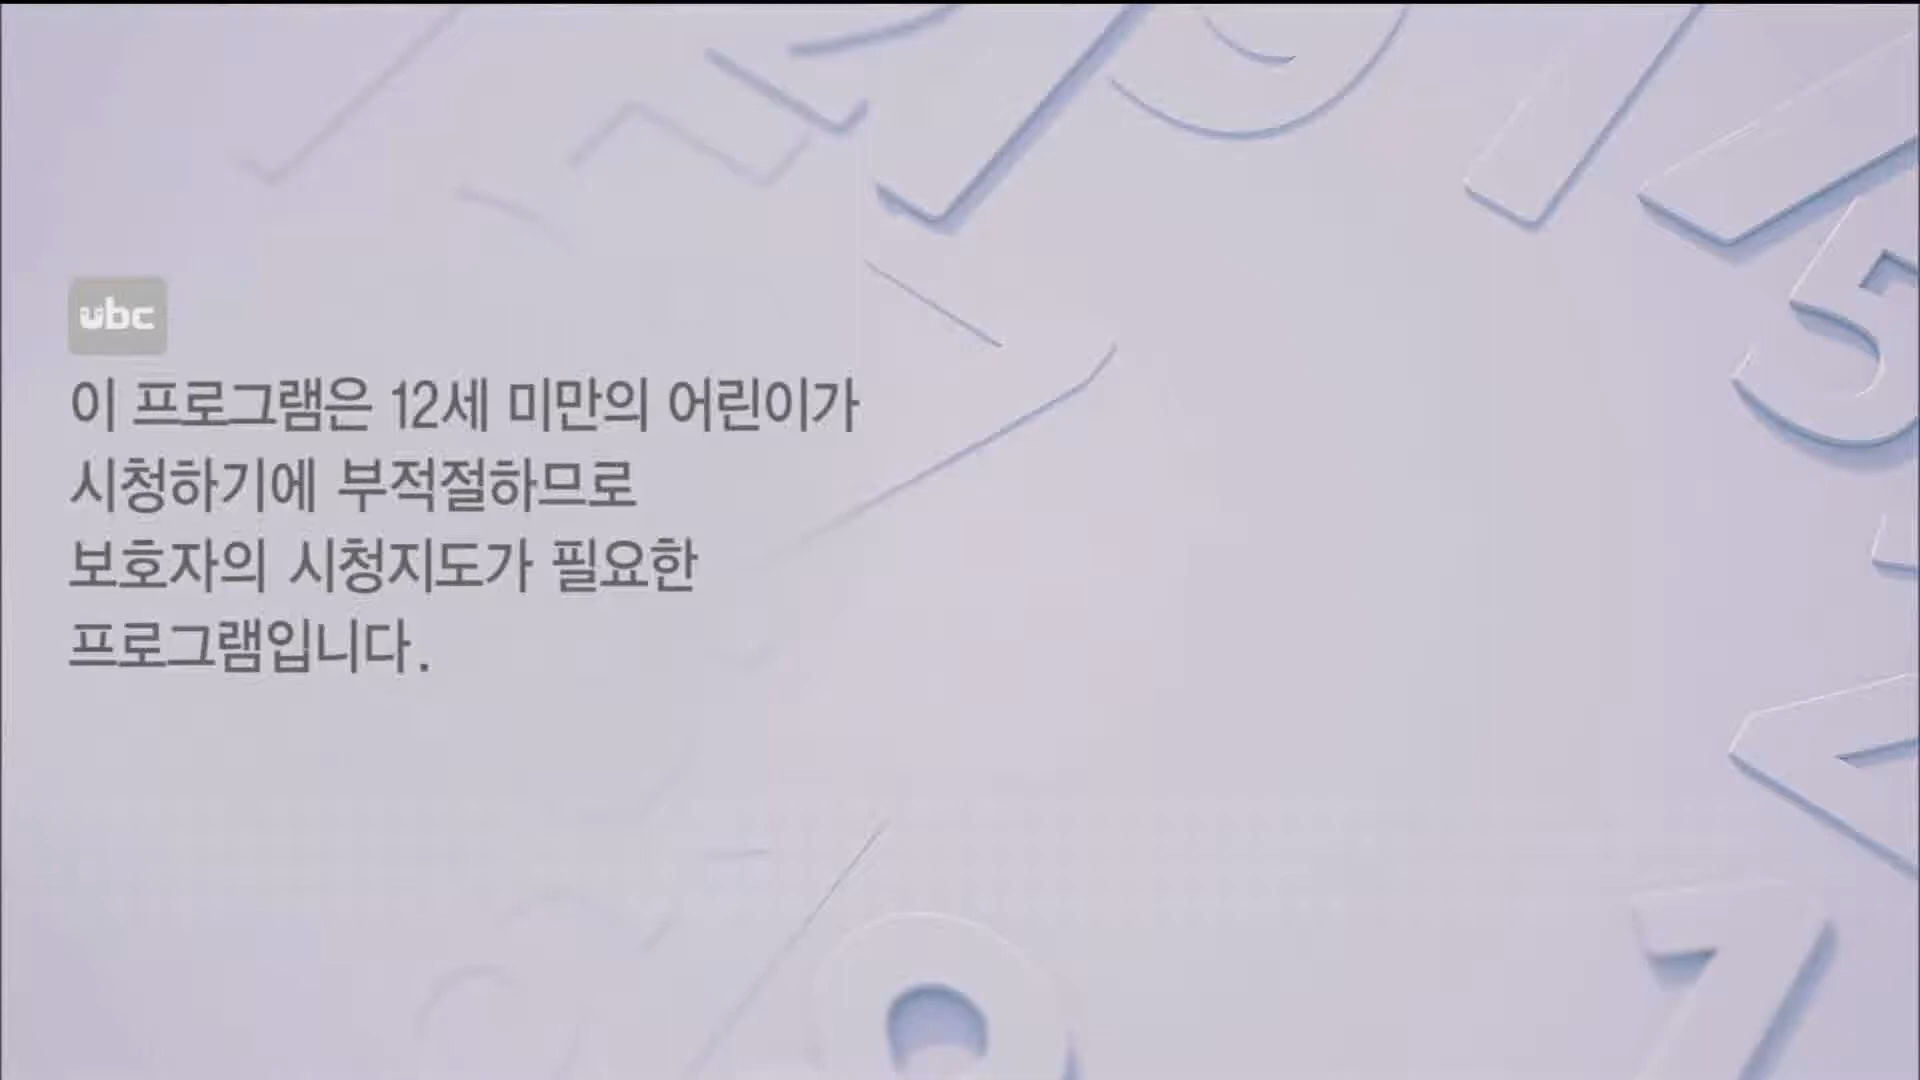 ubc
이 프로그램은 12세 미만의 어린이가
시청하기에 부적절하므로
보호자의 시청지도가 필요한
프로그램입니다.
5
7